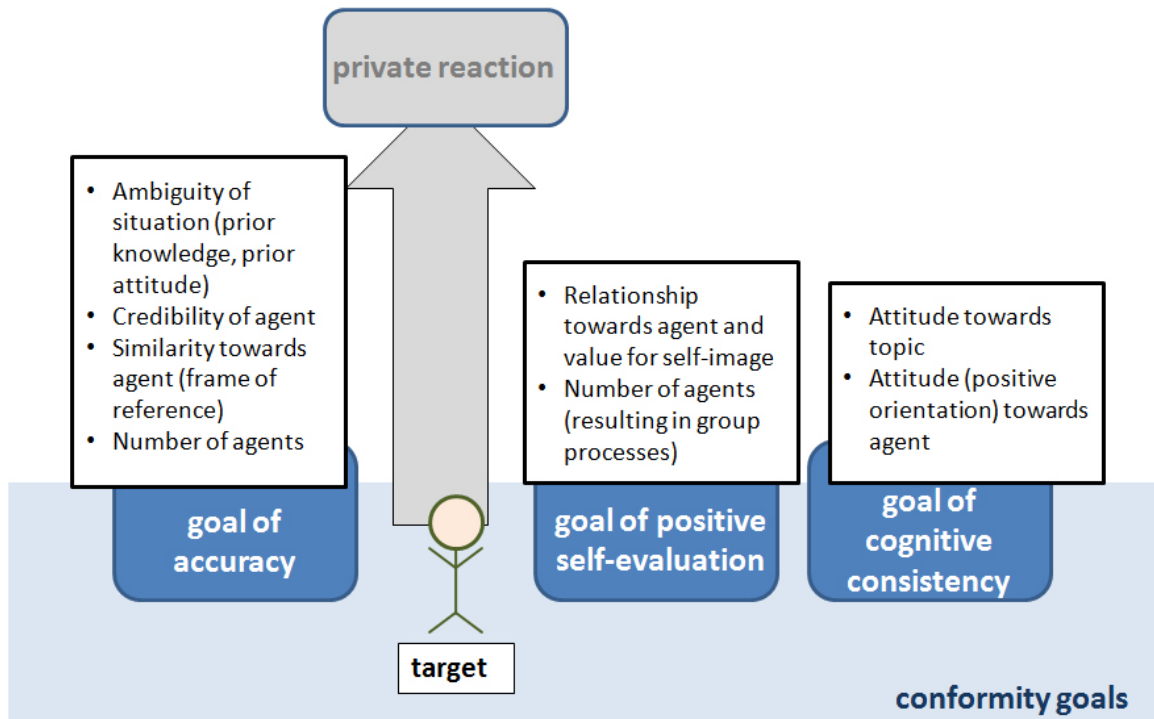 private reaction
• Ambiguity of
situation (prior
knowledge, prior
attitude)
• Credibility of agent
• Similarity towards
agent (frame of
reference)
• Number of agents
• Relationship
towards agent and
value for self-image
• Number of agents
(resulting in group
processes)
• Attitude towards
topic
• Attitude (positive
orientation) towards
agent
goal of
accuracy
goal of positive
self-evaluation
goal of
cognitive
consistency
target
conformity goals